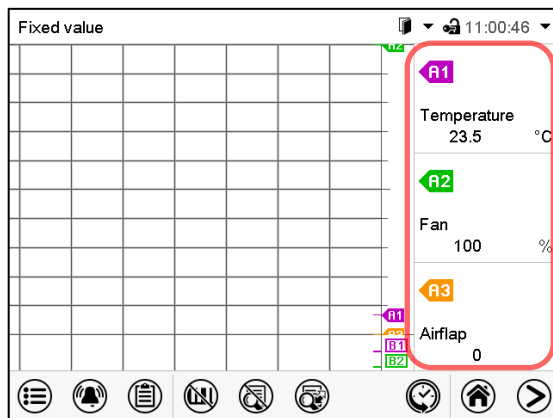 Fixed value
11:00:46
A2
A1
Temperature
23.5 °C
A2
Fan
100 %
A3
Airflap
0
A1
A3
B1
B2